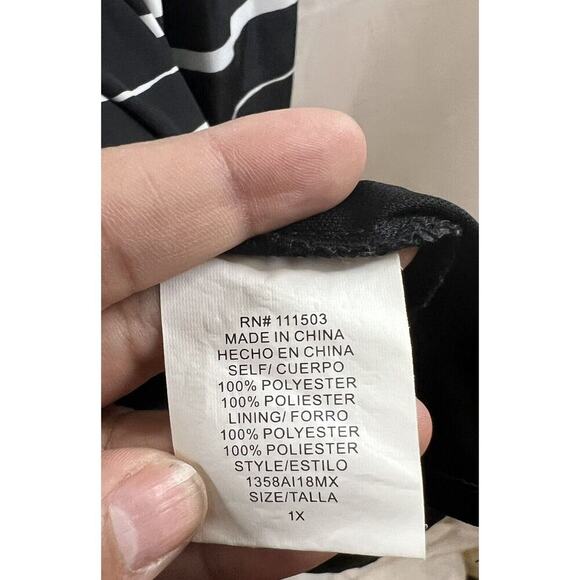 RN# 111503
MADE IN CHINA
HECHO EN CHINA
SELF/ CUERPO
100% POLYESTER
100% POLIESTER
LINING/ FORRO
100% POLYESTER
100% POLIESTER
STYLE/ESTILO
1358AI18MX
SIZE/TALLA
1X